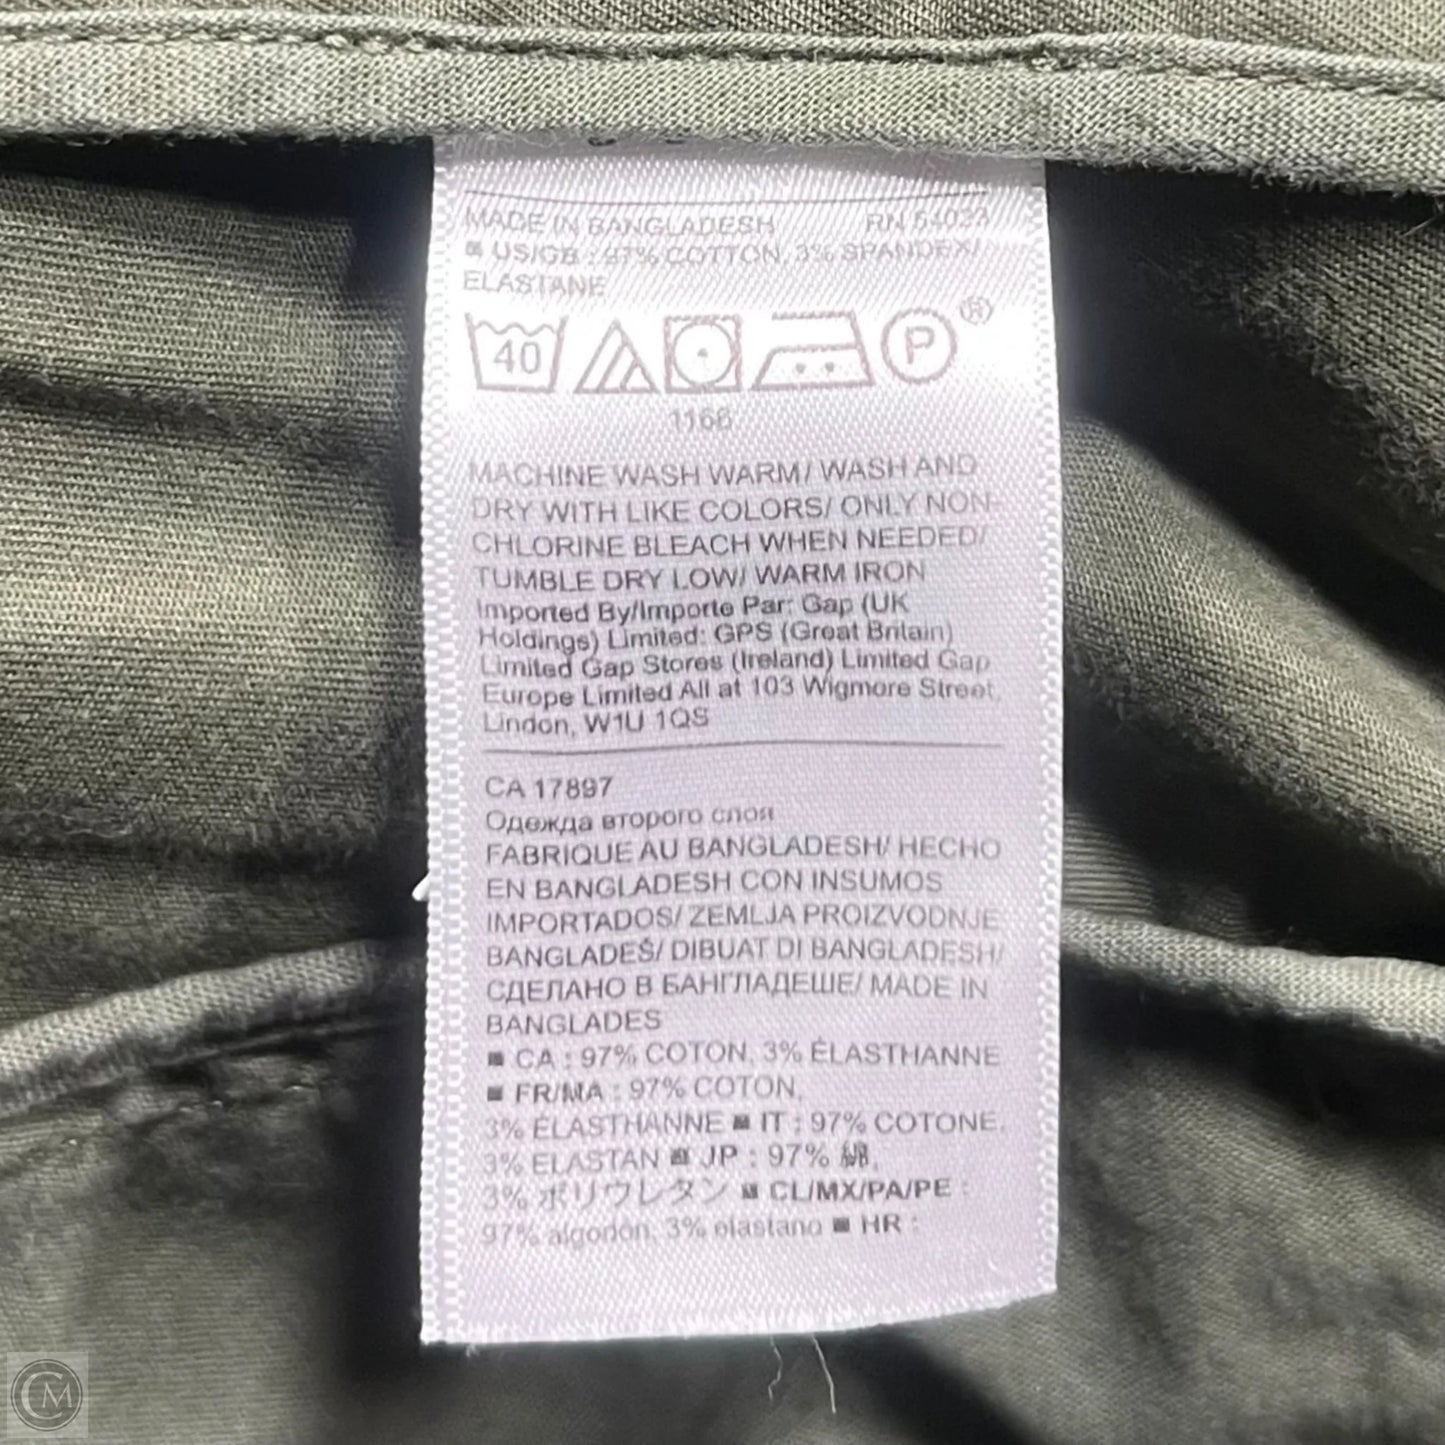 MADE IN BANGLADESH RN 54023
■ US/GB : 97% COTTON, 3% SPANDEX/
ELASTANE
40 P ®
1166
MACHINE WASH WARM/ WASH AND
DRY WITH LIKE COLORS/ ONLY NON-
CHLORINE BLEACH WHEN NEEDED/
TUMBLE DRY LOW/ WARM IRON
Imported By/Importe Par: Gap (UK
Holdings) Limited: GPS (Great Britain)
Limited Gap Stores (Ireland) Limited Gap
Europe Limited All at 103 Wigmore Street,
Lindon, W1U 1QS
CA 17897
Одежда второго слоя
FABRIQUE AU BANGLADESH/ HECHO
EN BANGLADESH CON INSUMOS
IMPORTADOS/ ZEMLJA PROIZVODNJE
BANGLADEŠ/ DIBUAT DI BANGLADESH/
СДЕЛАНО В БАНГЛАДЕШЕ/ MADE IN
BANGLADES
■ CA : 97% COTON, 3% ÉLASTHANNE
■ FR/MA : 97% COTON,
3% ÉLASTHANNE ■ IT : 97% COTONE,
3% ELASTAN ■ JP : 97% 綿,
3% ポリウレタン ■ CL/MX/PA/PE :
97% algodón, 3% elastano ■ HR :
CM